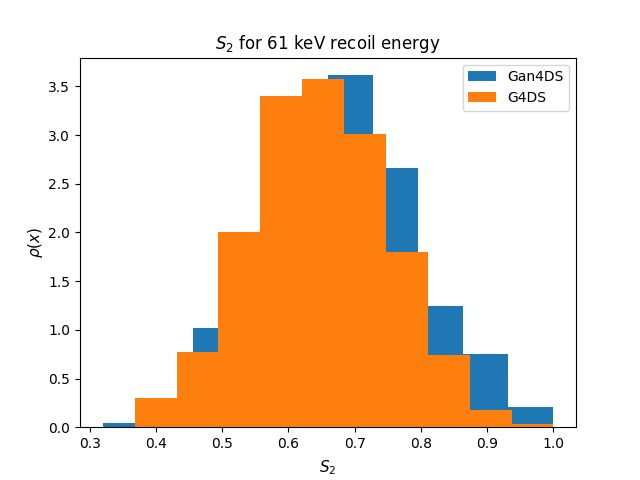 $S_2$ for 61 keV recoil energy
Gan4DS
G4DS
ρ(x)
3.5
3.0
2.5
2.0
1.5
1.0
0.5
0.0
0.3 0.4 0.5 0.6 0.7 0.8 0.9 1.0
$S_2$